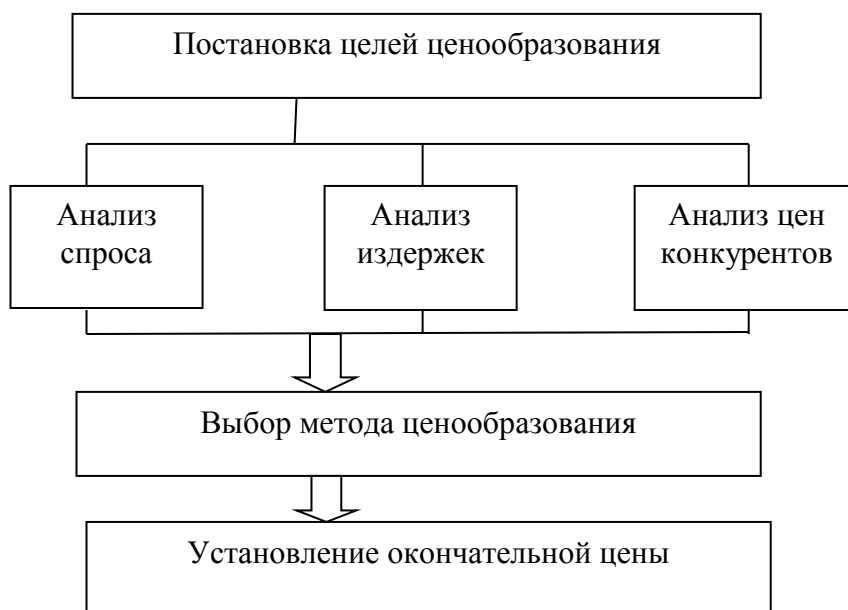 Постановка целей ценообразования
Анализ
спроса
Анализ
издержек
Анализ цен
конкурентов
Выбор метода ценообразования
Установление окончательной цены